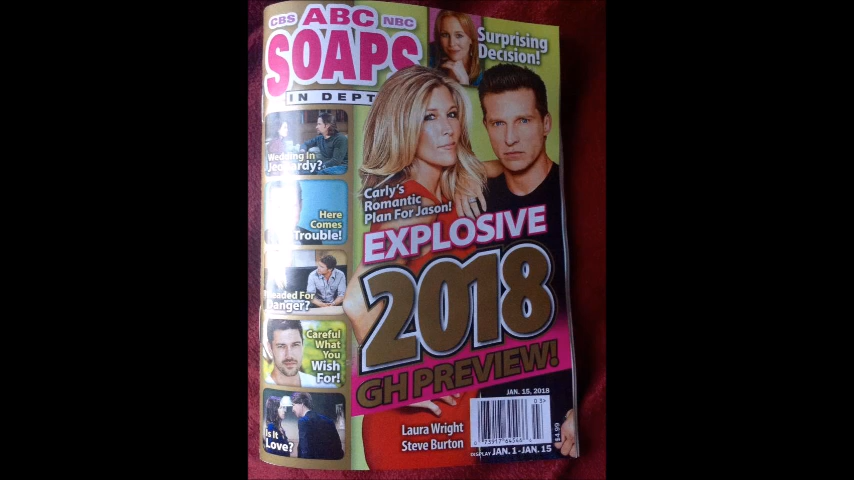 CBS ABC NBC
SOAPS
IN DEPT
Surprising
Decision!
Wedding In
Jeopardy?
Here
Comes
Trouble!
Headed For
Danger?
Careful
What
You
Wish
For!
Is It
Love?
Carly's
Romantic
Plan For Jason!
EXPLOSIVE
2018
GH PREVIEW!
Laura Wright
Steve Burton
JAN. 15, 2018
03>
$4.99
DISPLAY JAN. 1 - JAN. 15